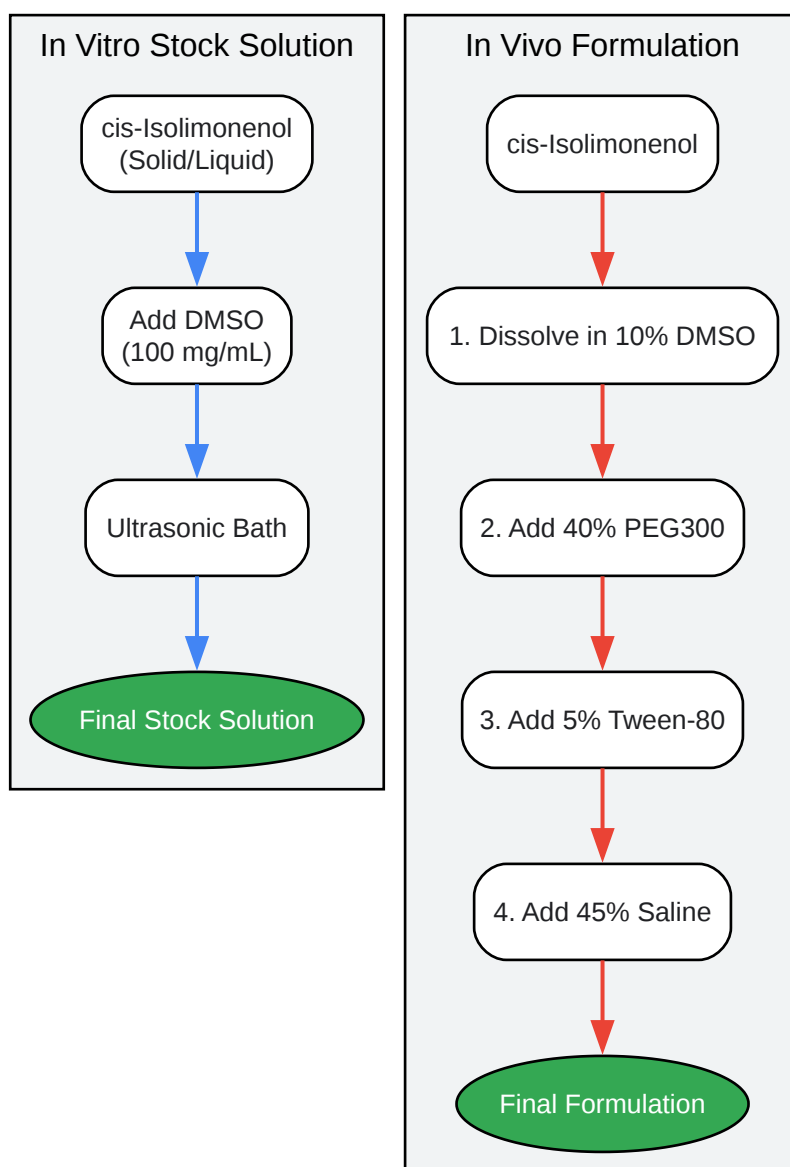 In Vitro Stock Solution
cis-Isolimonenol
(Solid/Liquid)
Add DMSO
(100 mg/mL)
Ultrasonic Bath
Final Stock Solution
In Vivo Formulation
cis-Isolimonenol
1. Dissolve in 10% DMSO
2. Add 40% PEG300
3. Add 5% Tween-80
4. Add 45% Saline
Final Formulation